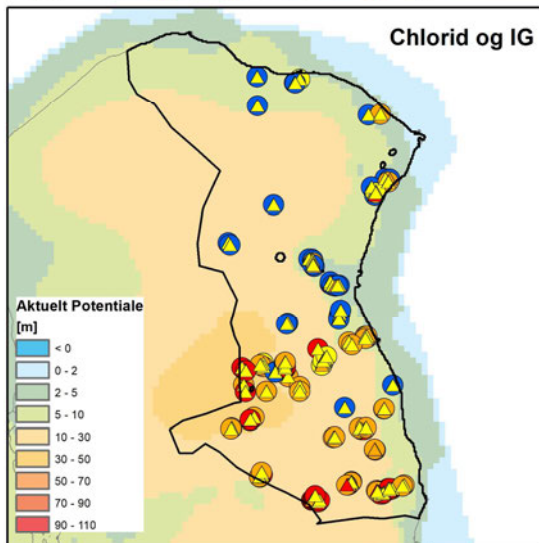 Chlorid og IG
Aktuelt Potentiale
[m]
< 0
0 - 2
2 - 5
5 - 10
10 - 30
30 - 50
50 - 70
70 - 90
90 - 110